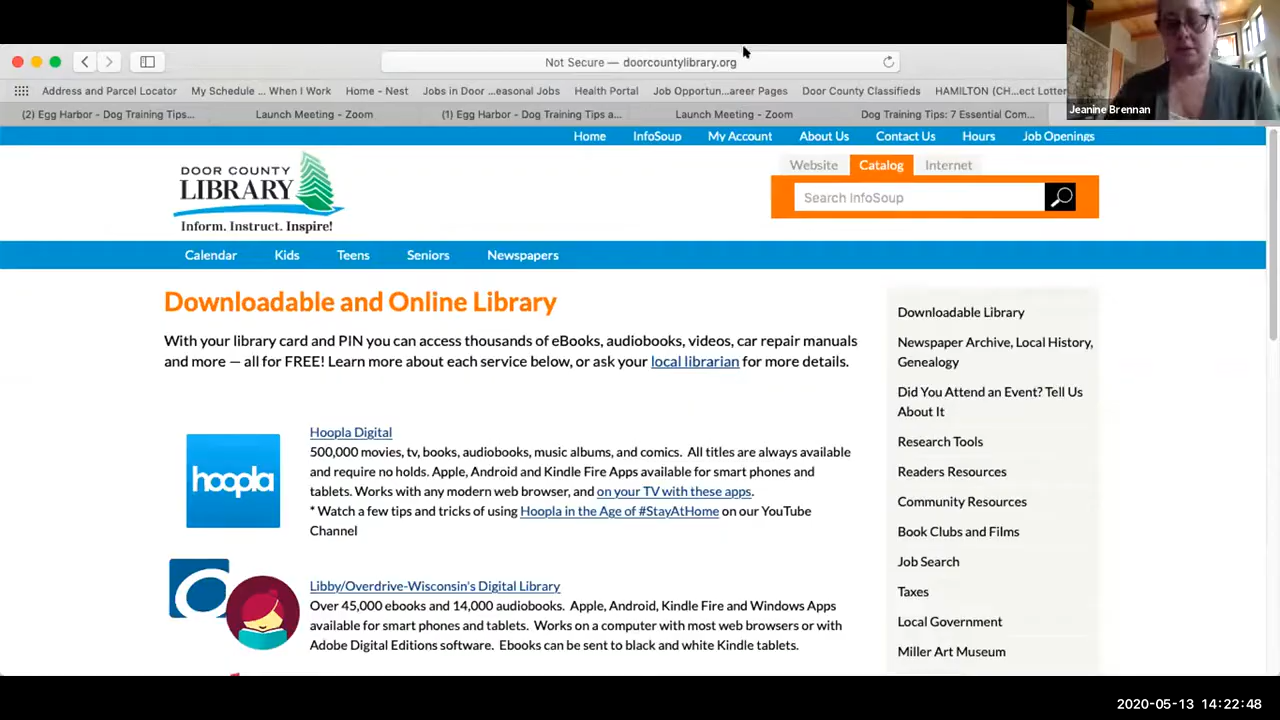 Jeanine Brennan
Not Secure — doorcountylibrary.org
Address and Parcel Locator
My Schedule ... When I Work
Home - Nest
Jobs in Door ...easonal Jobs
Health Portal
Job Opportun...areer Pages
Door County Classifieds
HAMILTON (CH...ect Lotter
(2) Egg Harbor - Dog Training Tips...
Launch Meeting - Zoom
(1) Egg Harbor - Dog Training Tips a...
Launch Meeting - Zoom
Dog Training Tips: 7 Essential Com...
Home
InfoSoup
My Account
About Us
Contact Us
Hours
Job Openings
DOOR COUNTY
LIBRARY
Inform. Instruct. Inspire!
Website
Catalog
Internet
Search InfoSoup
Calendar
Kids
Teens
Seniors
Newspapers
Downloadable and Online Library
With your library card and PIN you can access thousands of eBooks, audiobooks, videos, car repair manuals
and more — all for FREE! Learn more about each service below, or ask your local librarian for more details.
hoopla
Hoopla Digital
500,000 movies, tv, books, audiobooks, music albums, and comics. All titles are always available
and require no holds. Apple, Android and Kindle Fire Apps available for smart phones and
tablets. Works with any modern web browser, and on your TV with these apps.
* Watch a few tips and tricks of using Hoopla in the Age of #StayAtHome on our YouTube
Channel
Libby/Overdrive-Wisconsin's Digital Library
Over 45,000 ebooks and 14,000 audiobooks. Apple, Android, Kindle Fire and Windows Apps
available for smart phones and tablets. Works on a computer with most web browsers or with
Adobe Digital Editions software. Ebooks can be sent to black and white Kindle tablets.
Downloadable Library
Newspaper Archive, Local History,
Genealogy
Did You Attend an Event? Tell Us
About It
Research Tools
Readers Resources
Community Resources
Book Clubs and Films
Job Search
Taxes
Local Government
Miller Art Museum
2020-05-13 14:22:48